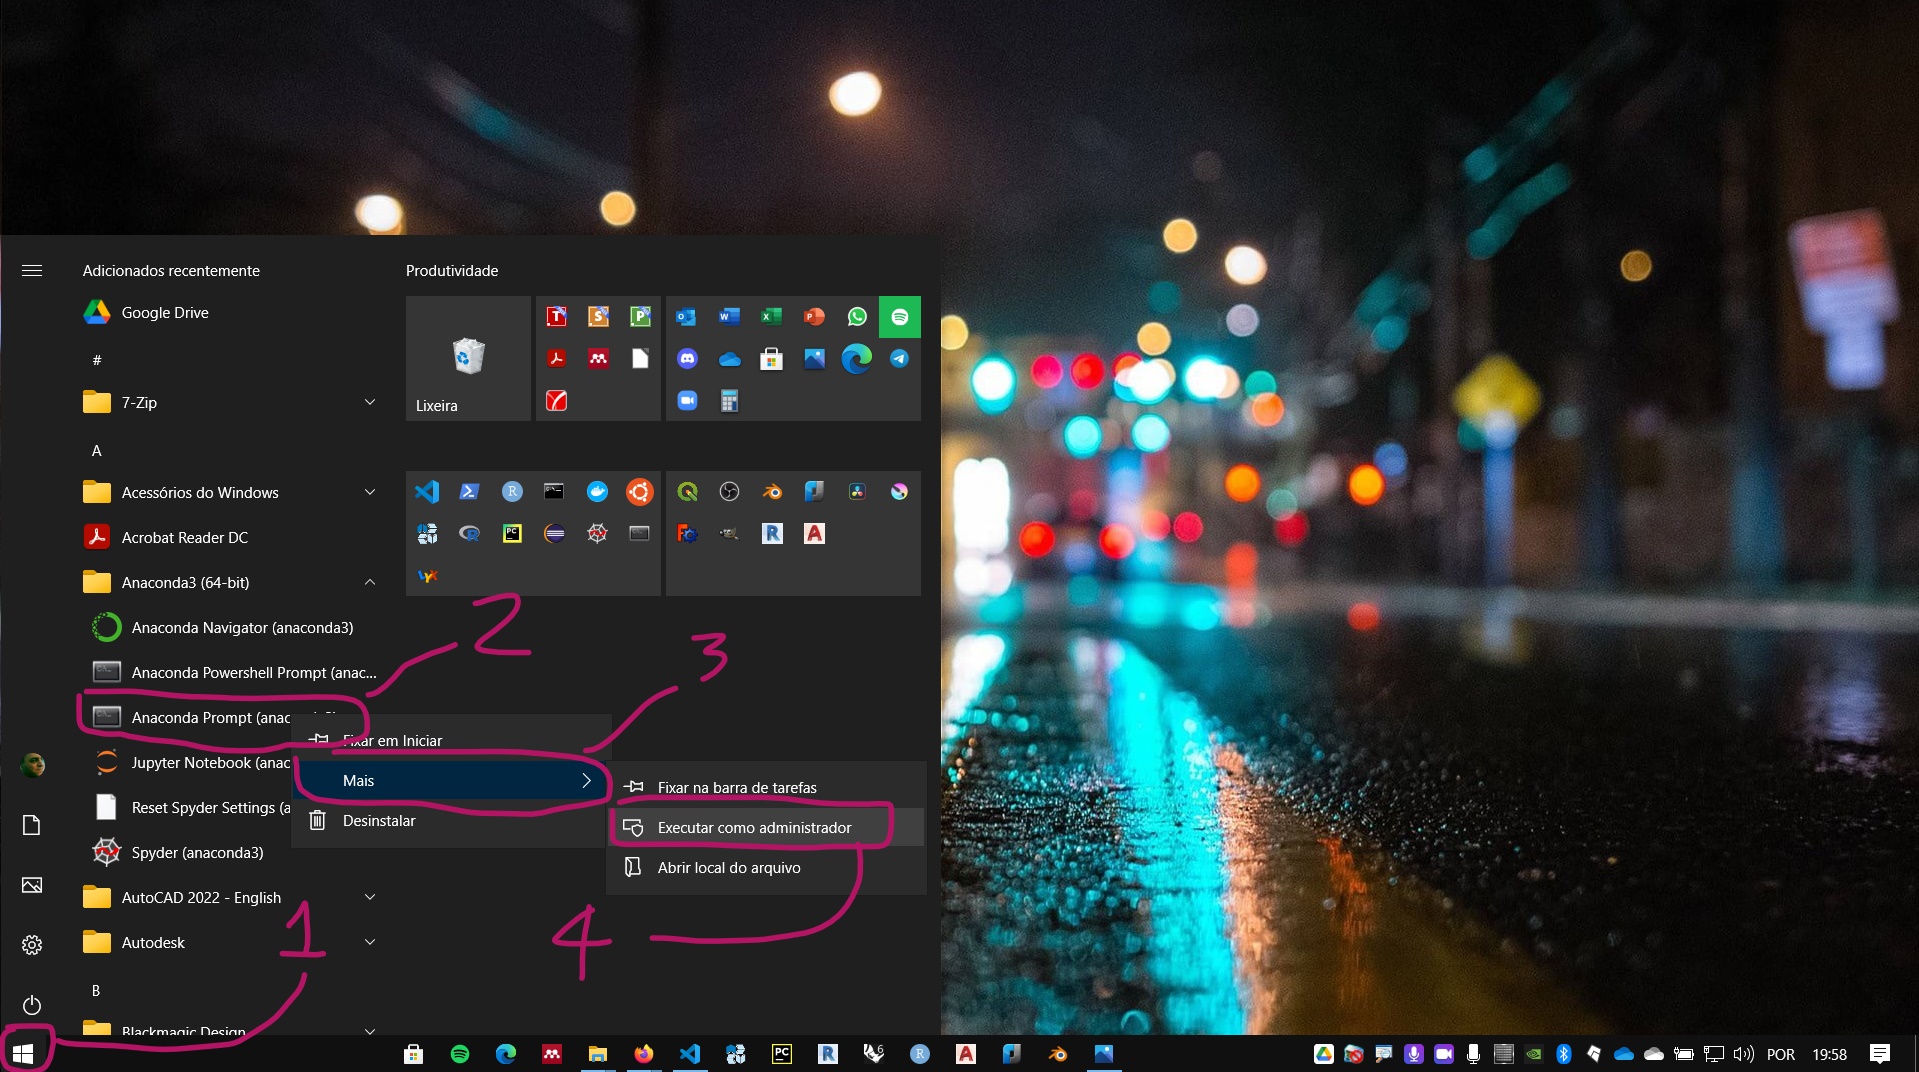 Adicionados recentemente
Google Drive
#
7-Zip
A
Acessórios do Windows
Acrobat Reader DC
Anaconda3 (64-bit)
Anaconda Navigator (anaconda3)
Anaconda Powershell Prompt (anac...
Anaconda Prompt (anac
Jupyter Notebook (anac
Reset Spyder Settings (a
Spyder (anaconda3)
AutoCAD 2022 - English
Autodesk
B
Blackmagic Design
Produtividade
Lixeira
Fixar em Iniciar
Mais
Desinstalar
Fixar na barra de tarefas
Executar como administrador
Abrir local do arquivo
1
2
3
4
POR
19:58